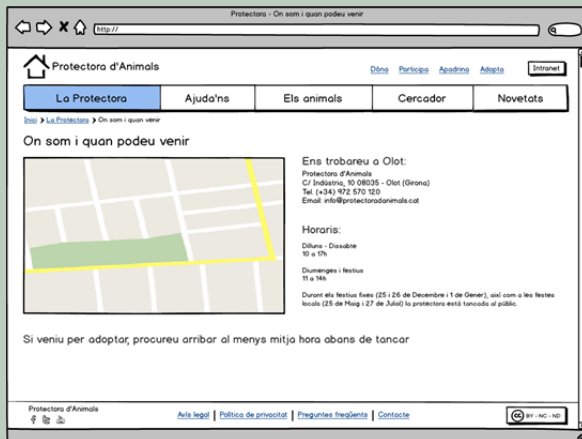 Protectora - On som i quan podeu venir
http://
Protectora d'Animals
Dóna Participa Apadrina Adopta Intranet
La Protectora Ajuda'ns Els animals Cercador Novetats
Inici > La Protectora > On som i quan venir
On som i quan podeu venir
Ens trobareu a Olot:
Protectora d'Animals
C/ Indústria, 10 08035 - Olot (Girona)
Tel. (+34) 972 570 120
Email: info@protectoradanimals.cat
Horaris:
Dilluns - Dissabte
10 a 17h
Diumenges i festius
11 a 14h
Durant els festius fixes (25 i 26 de Decembre i 1 de Gener), així com a les festes
locals (25 de Maig i 27 de Juliol) la protectora està tancada al públic.
Si veniu per adoptar, procureu arribar al menys mitja hora abans de tancar
Protectora d'Animals
Avís legal | Política de privacitat | Preguntes freqüents | Contacte
cc BY - NC - ND